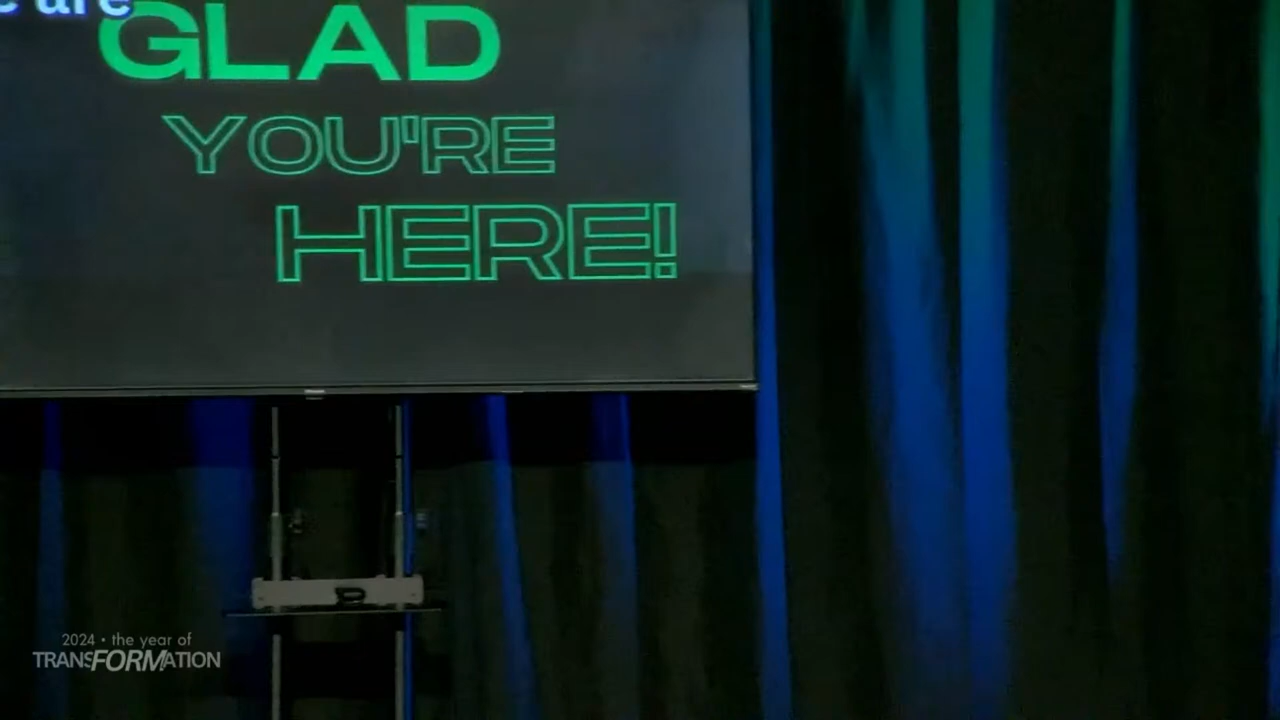 are
GLAD
YOU'RE
HERE!
2024 • the year of
TRANSFORMATION